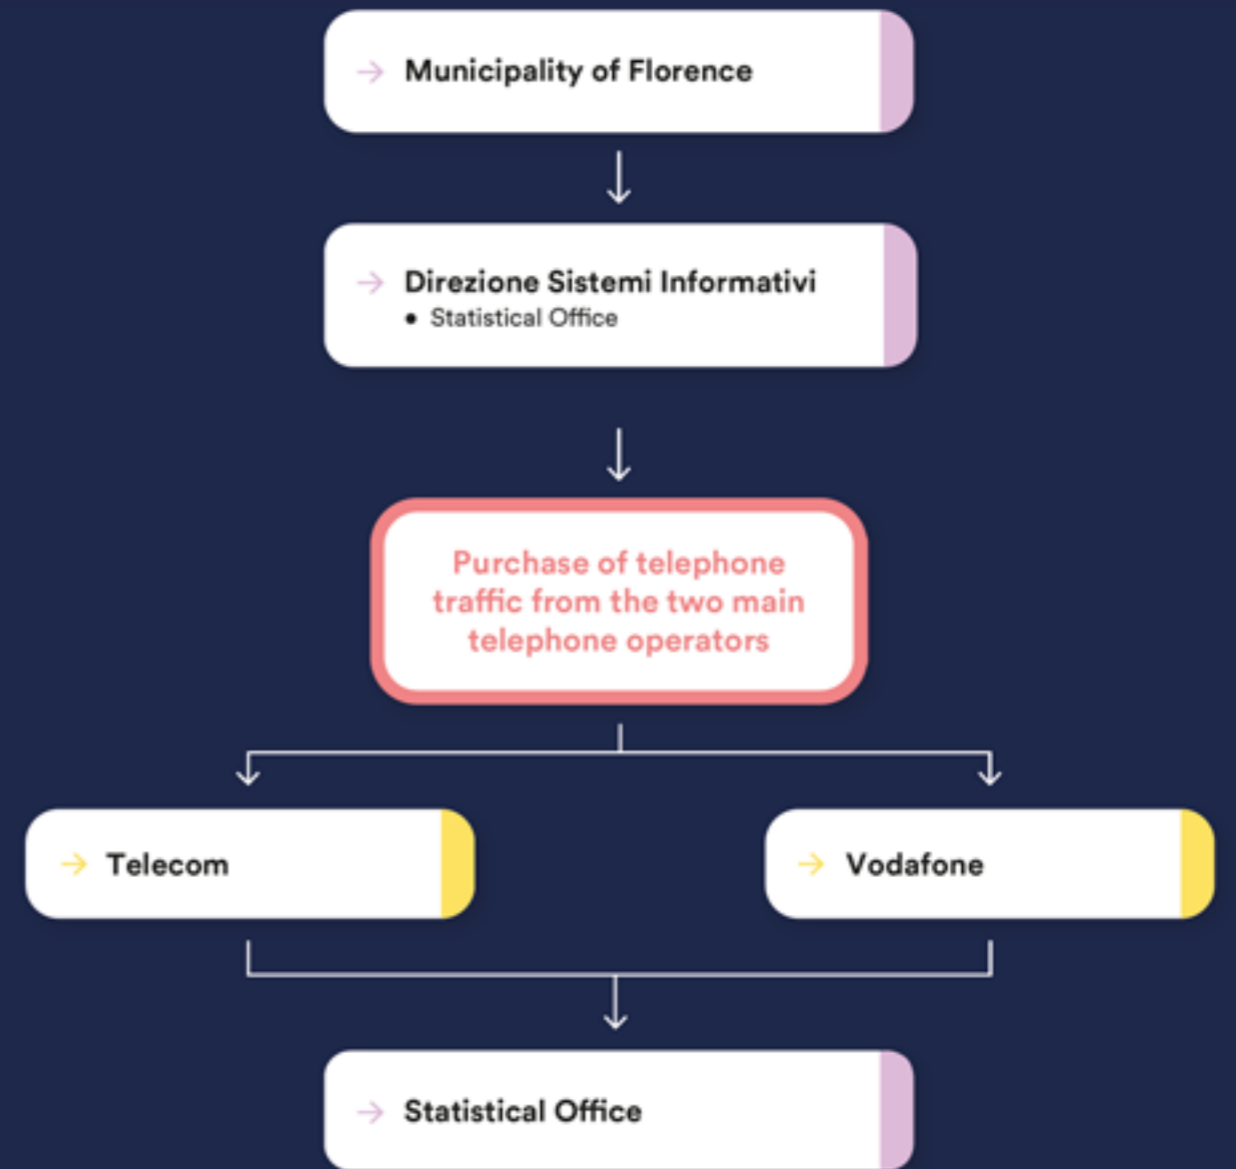 Municipality of Florence
Direzione Sistemi Informativi
• Statistical Office
Purchase of telephone
traffic from the two main
telephone operators
Telecom
Vodafone
Statistical Office